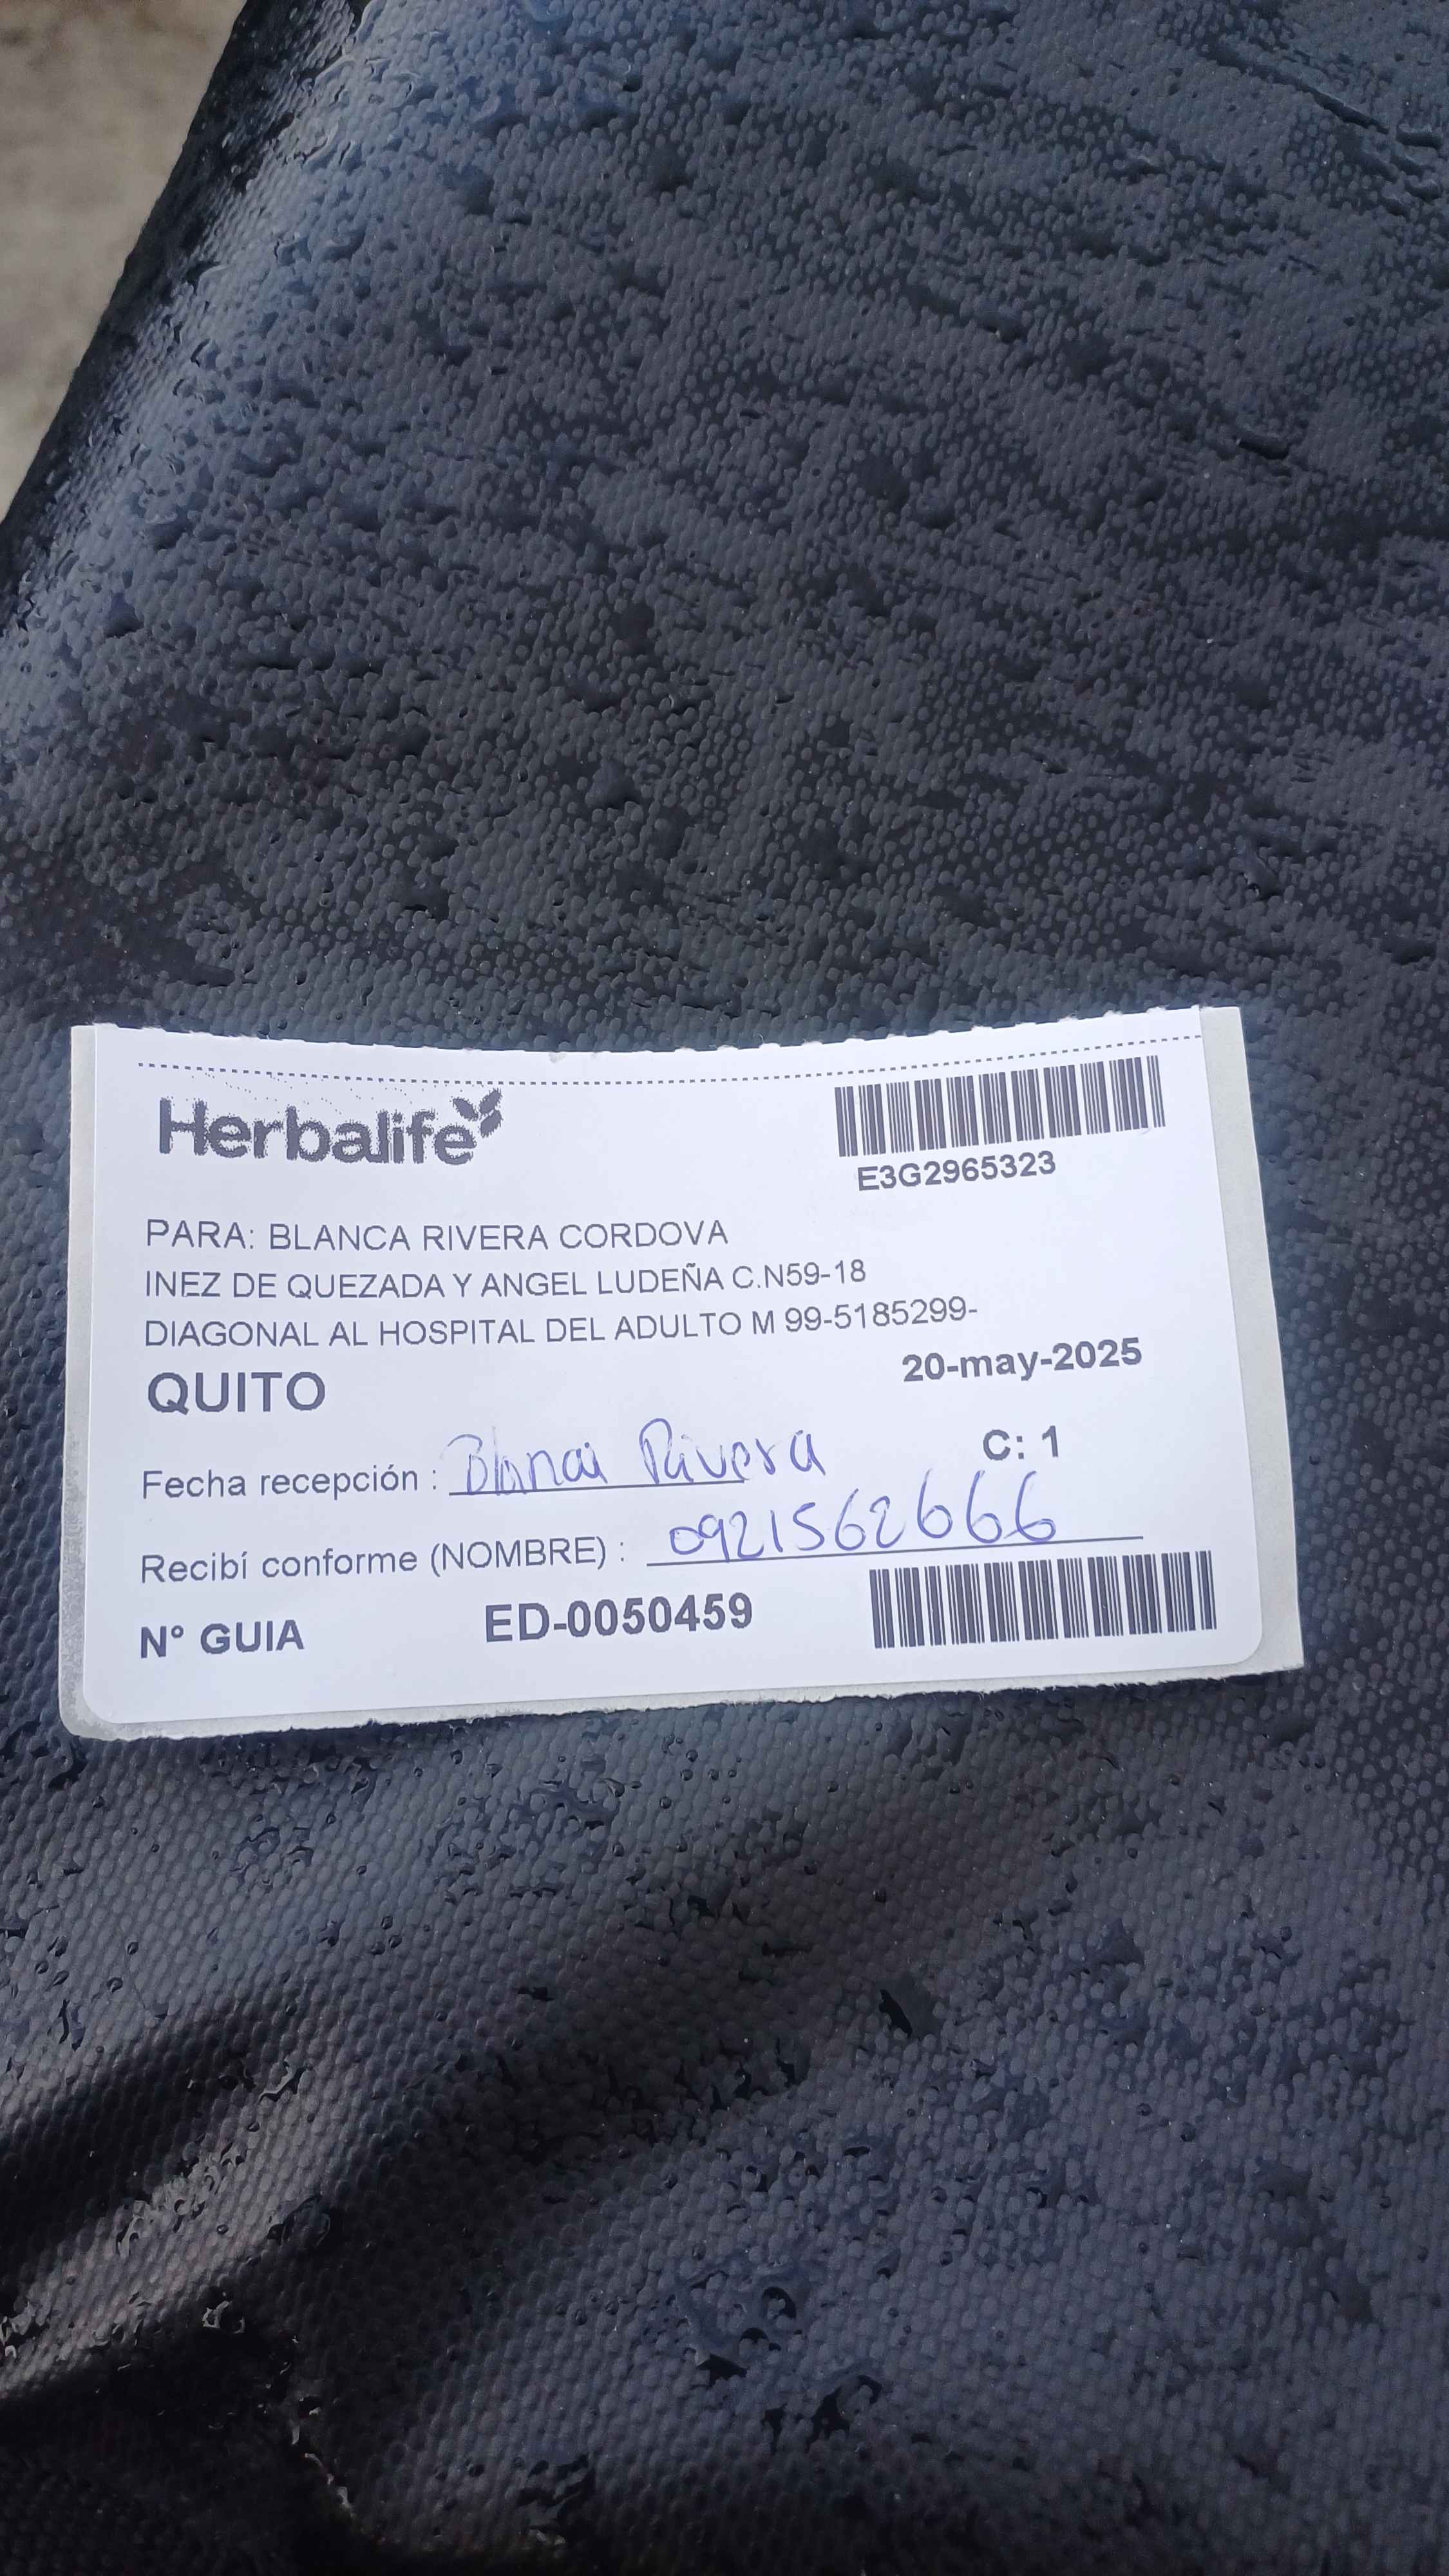 Herbalife
E3G2965323
PARA: BLANCA RIVERA CORDOVA
INEZ DE QUEZADA Y ANGEL LUDEÑA C.N59-18
DIAGONAL AL HOSPITAL DEL ADULTO M 99-5185299-
QUITO
20-may-2025
C: 1
Fecha recepción : Blanca Rivera
Recibí conforme (NOMBRE) : 0921562666
N° GUIA ED-0050459